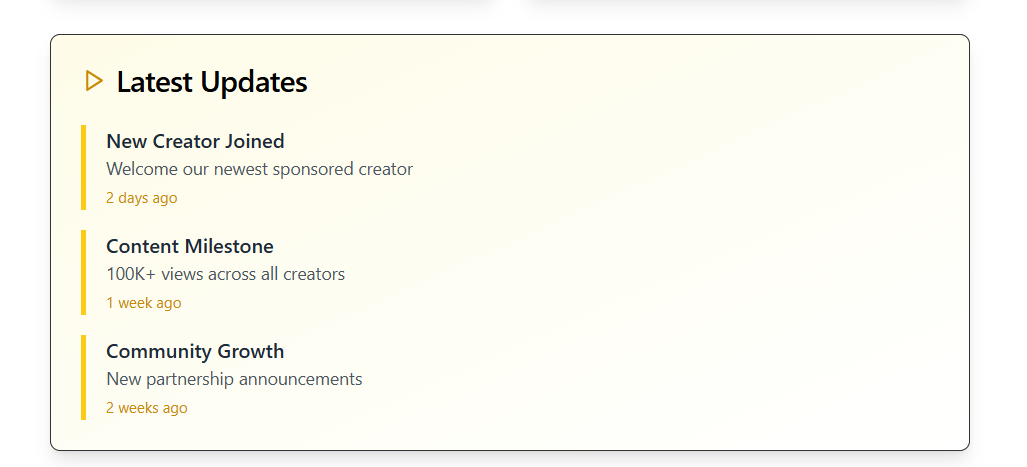 Latest Updates
New Creator Joined
Welcome our newest sponsored creator
2 days ago
Content Milestone
100K+ views across all creators
1 week ago
Community Growth
New partnership announcements
2 weeks ago